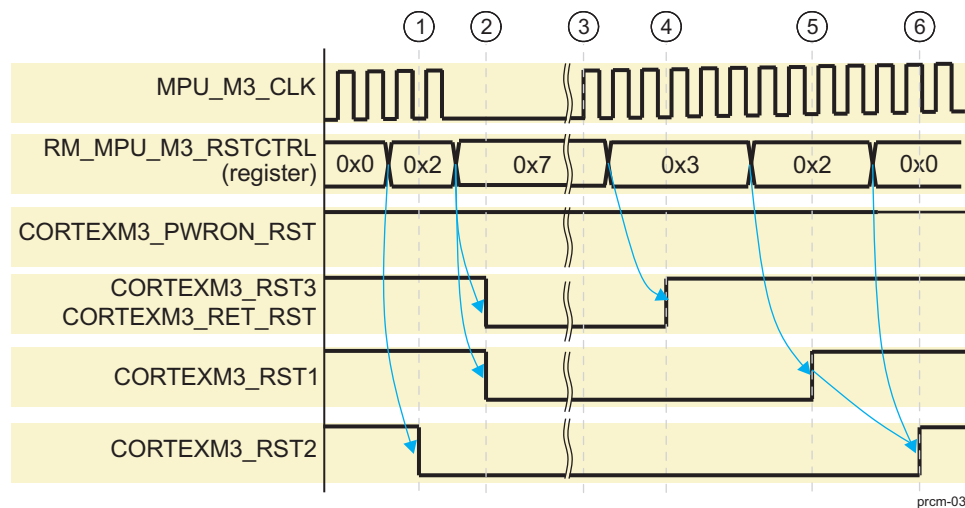 1 2 3 4 5 6
MPU_M3_CLK
RM_MPU_M3_RSTCTRL
(register)
0x0 0x2 0x7 0x3 0x2 0x0
CORTEXM3_PWRON_RST
CORTEXM3_RST3
CORTEXM3_RET_RST
CORTEXM3_RST1
CORTEXM3_RST2
prcm-03